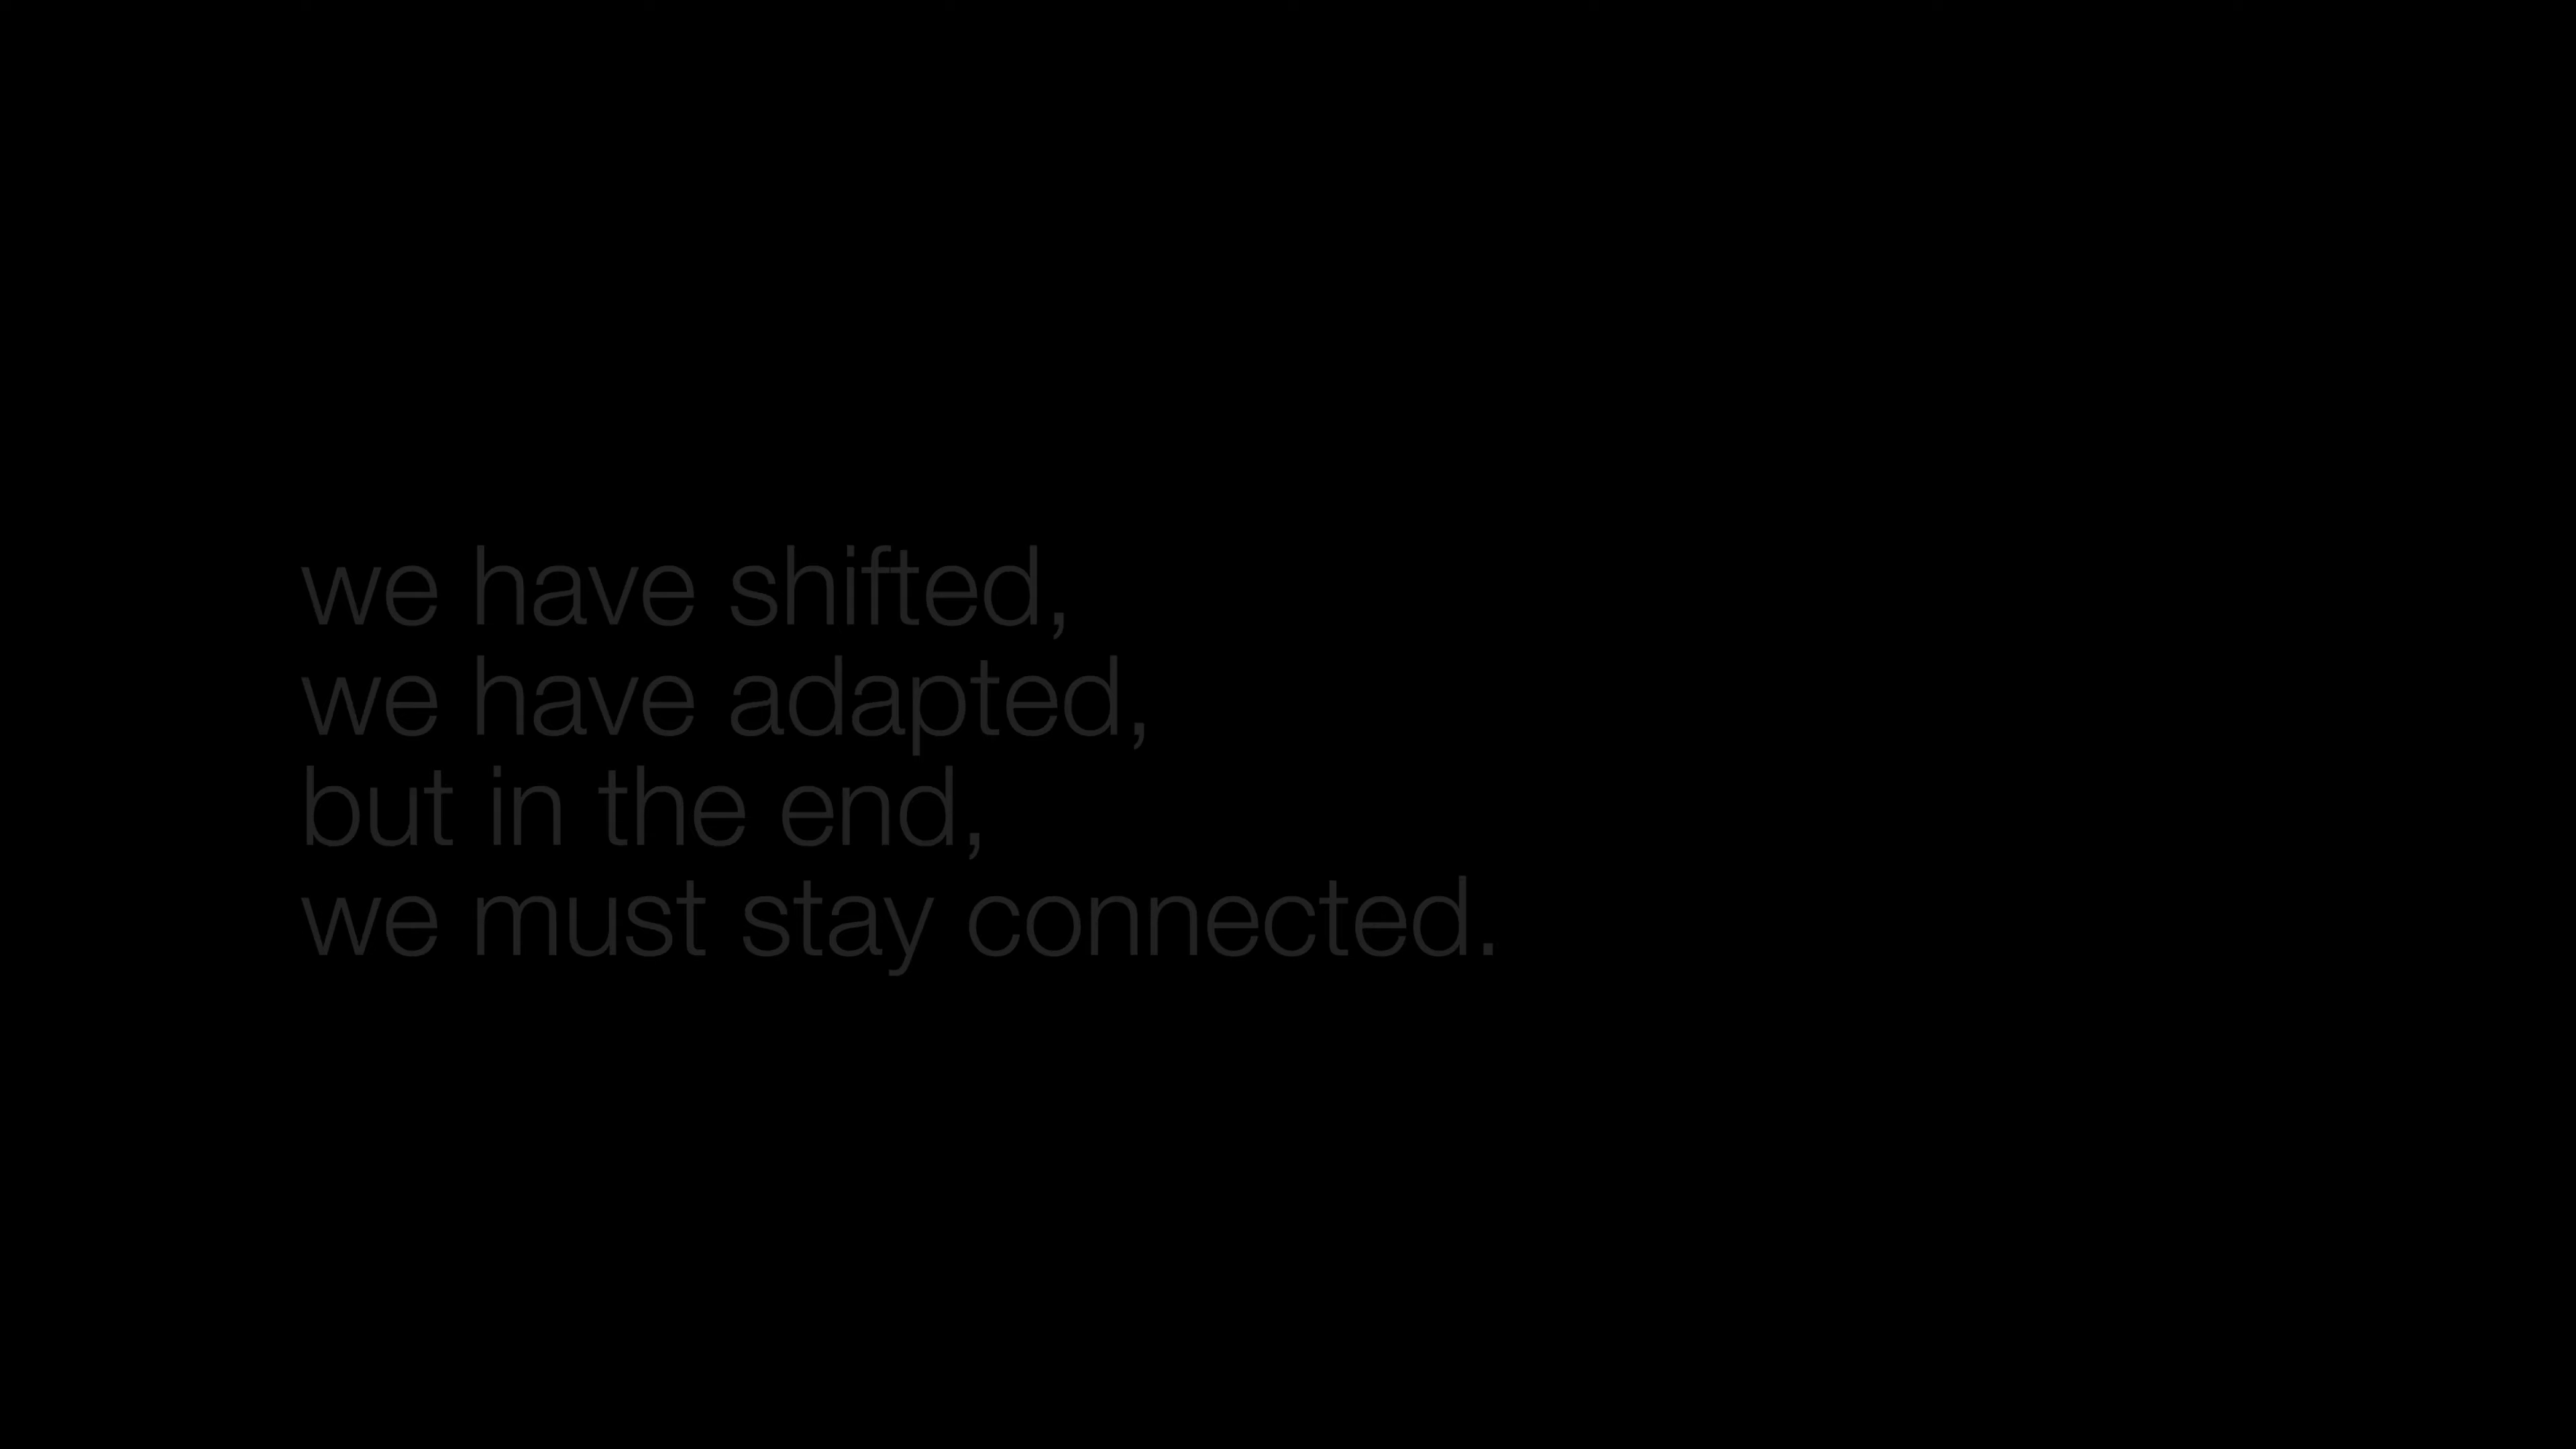 we have shifted,
we have adapted,
but in the end,
we must stay connected.